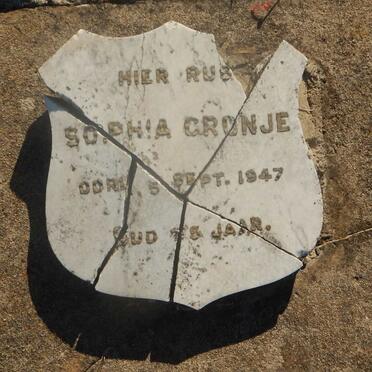 HIER RUS
SOPHIA CRONJE
OORL. 5 SEPT. 1947
OUD JAAR.